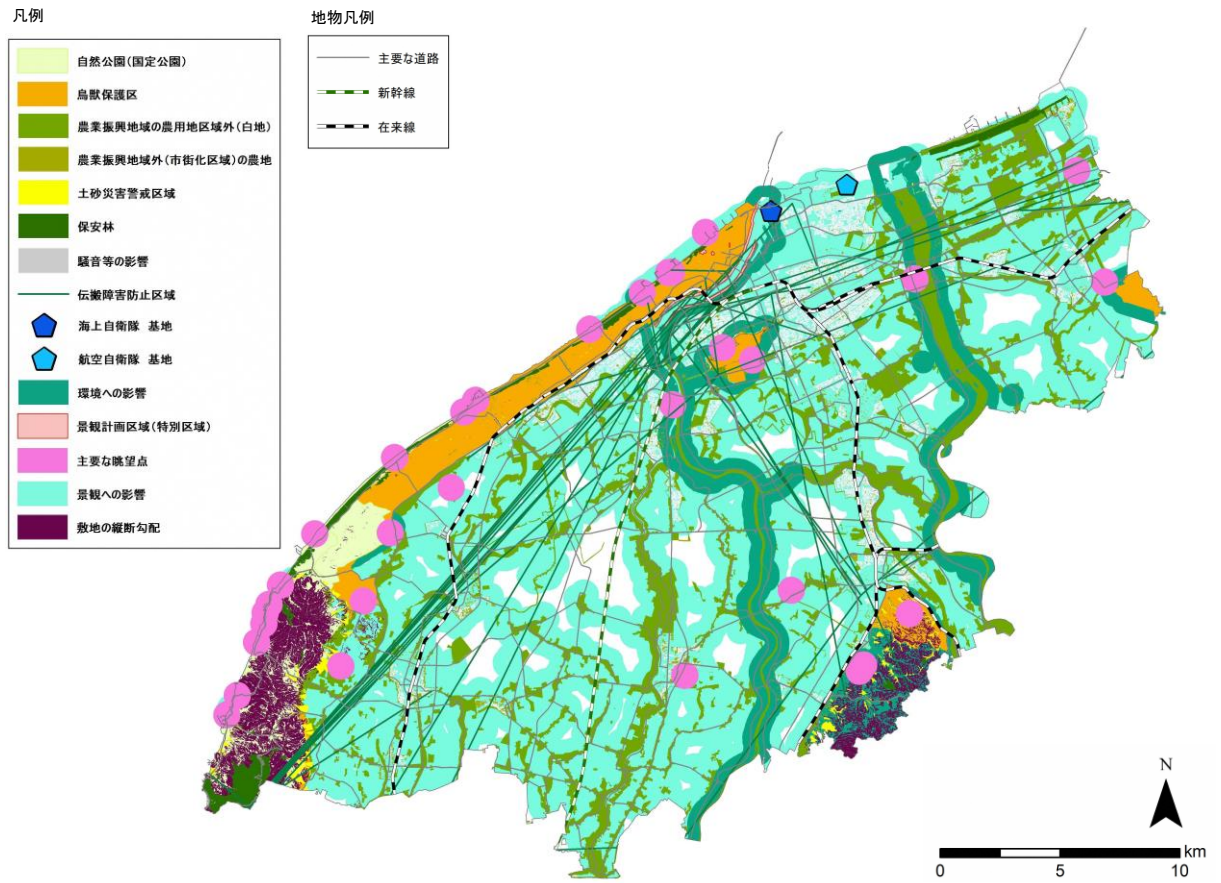 凡例
自然公園(国定公園)
鳥獣保護区
農業振興地域の農用地区域外(白地)
農業振興地域外(市街化区域)の農地
土砂災害警戒区域
保安林
騒音等の影響
伝搬障害防止区域
海上自衛隊 基地
航空自衛隊 基地
環境への影響
景観計画区域(特別区域)
主要な眺望点
景観への影響
敷地の縦断勾配
地物凡例
主要な道路
新幹線
在来線
N
km
0 5 10